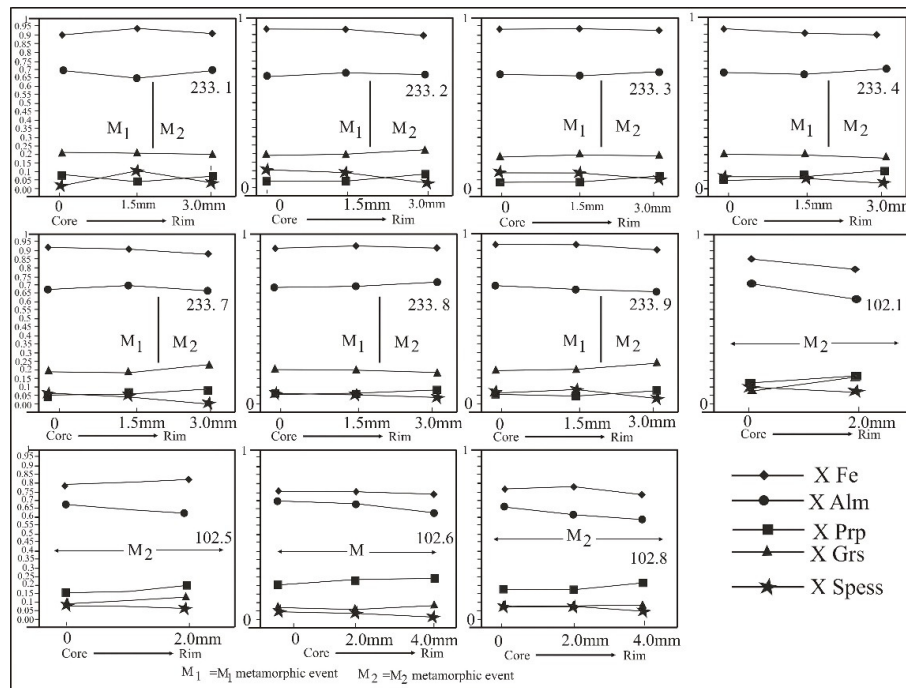 0.95
0.9
0.85
0.8
0.75
0.7
0.65
0.6
0.55
0.5
0.45
0.4
0.35
0.3
0.25
0.2
0.15
0.1
0.05
0.00
233.1
M₁ M₂
0 1.5mm 3.0mm
Core Rim
1
233.2
M₁ M₂
0
0 1.5mm 3.0mm
Core Rim
1
233.3
M₁ M₂
0
0 1.5mm 3.0mm
Core Rim
1
233.4
M₁ M₂
0
0 1.5mm 3.0mm
Core Rim
0.95
0.9
0.85
0.8
0.75
0.7
0.65
0.6
0.55
0.5
0.45
0.4
0.35
0.3
0.25
0.2
0.15
0.1
0.05
0.00
233.7
M₁ M₂
0 1.5mm 3.0mm
Core Rim
1
233.8
M₁ M₂
0
0 1.5mm 3.0mm
Core Rim
1
233.9
M₁ M₂
0
0 1.5mm 3.0mm
Core Rim
1
102.1
M₂
0
0 2.0mm
Core Rim
0.95
0.9
0.85
0.8
0.75
0.7
0.65
0.6
0.55
0.5
0.45
0.4
0.35
0.3
0.25
0.2
0.15
0.1
0.05
0.00
102.5
M₂
0 2.0mm
Core Rim
1
102.6
M
0
0 2.0mm 4.0mm
Core Rim
1
M₂
102.8
0
0 2.0mm 4.0mm
Core Rim
X Fe
X Alm
X Prp
X Grs
X Spess
M₁ =M₁ metamorphic event M₂ =M₂ metamorphic event